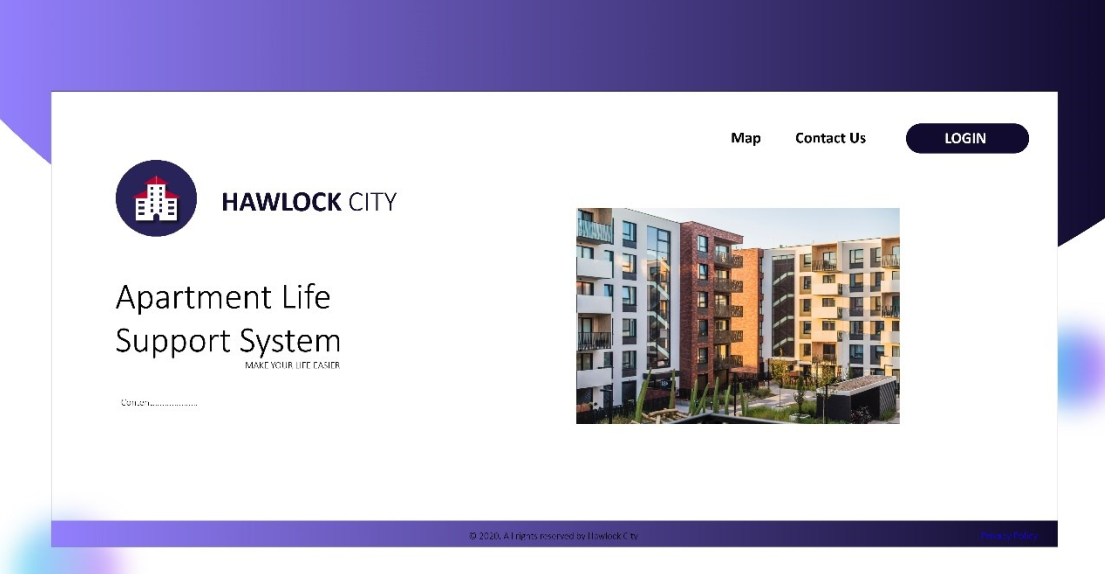 Map Contact Us LOGIN
HAWLOCK CITY
Apartment Life
Support System
MAKE YOUR LIFE EASIER
Conten....................
© 2020. All rights reserved by Hawlock City
Privacy Policy